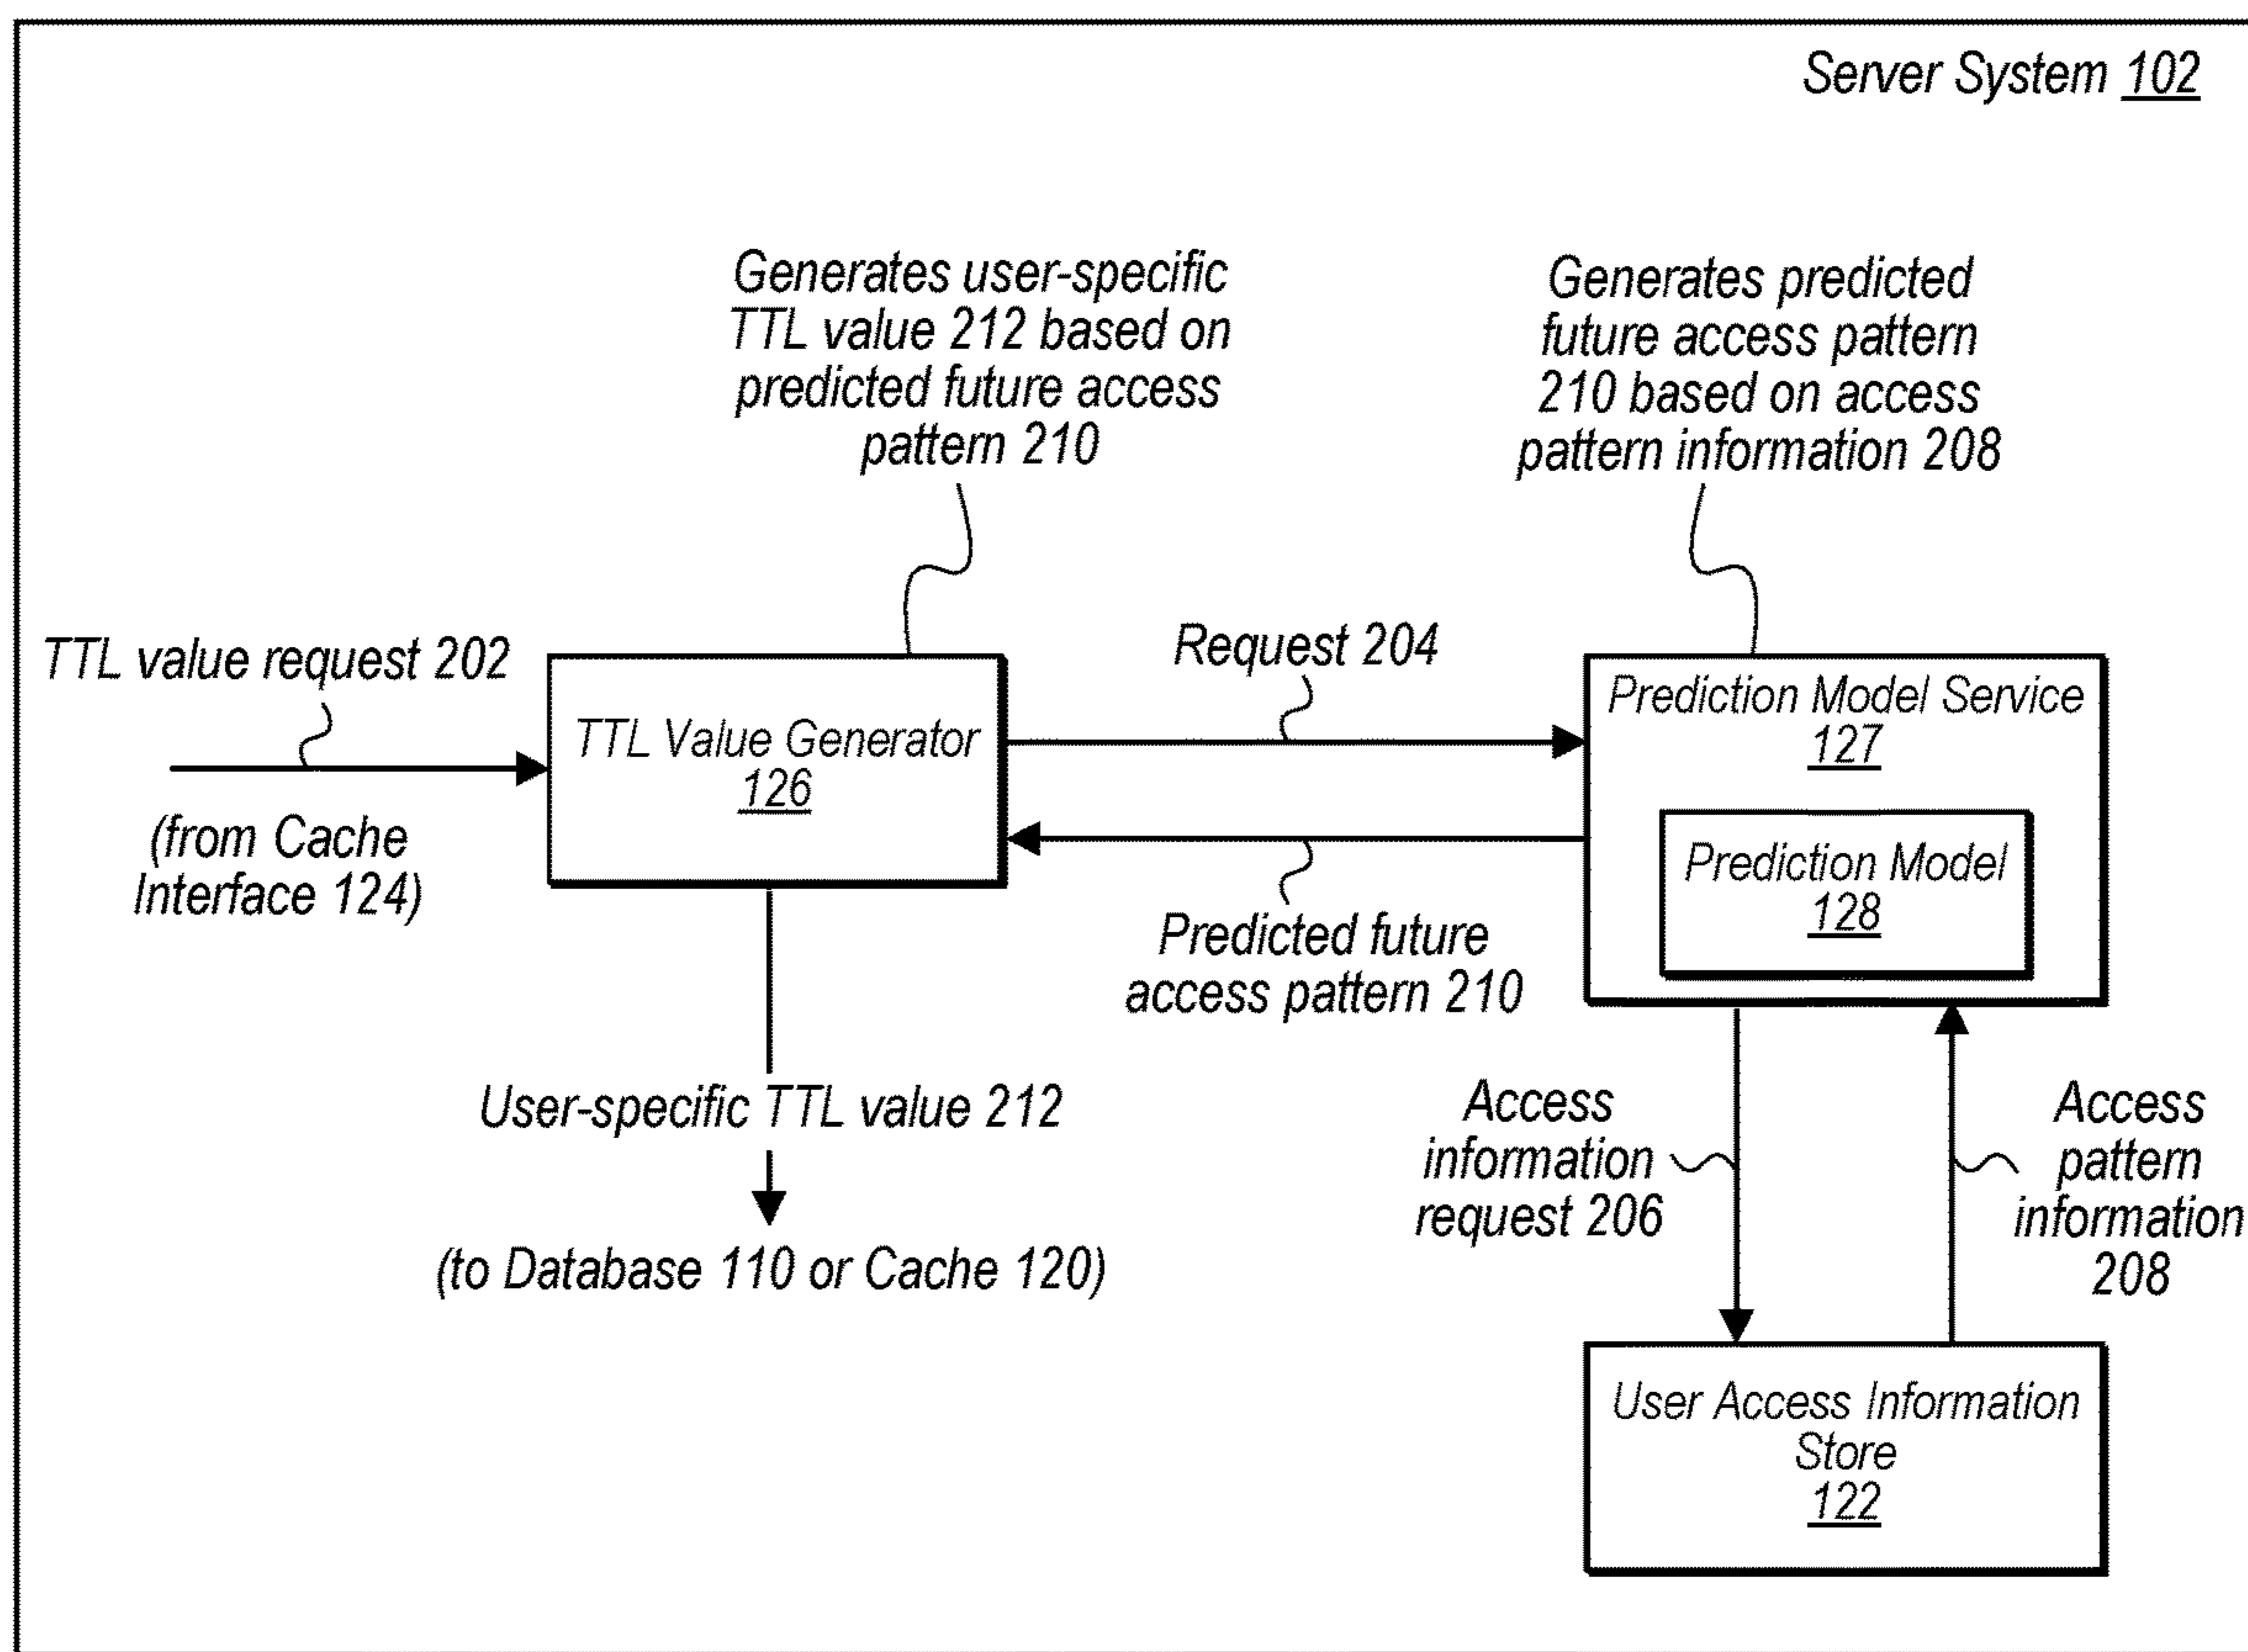 Server System 102
Generates user-specific
TTL value 212 based on
predicted future access
pattern 210
Generates predicted
future access pattern
210 based on access
pattern information 208
TTL value request 202
(from Cache
Interface 124)
TTL Value Generator
126
Request 204
Predicted future
access pattern 210
Prediction Model Service
127
Prediction Model
128
User-specific TTL value 212
(to Database 110 or Cache 120)
Access
information
request 206
Access
pattern
information
208
User Access Information
Store
122